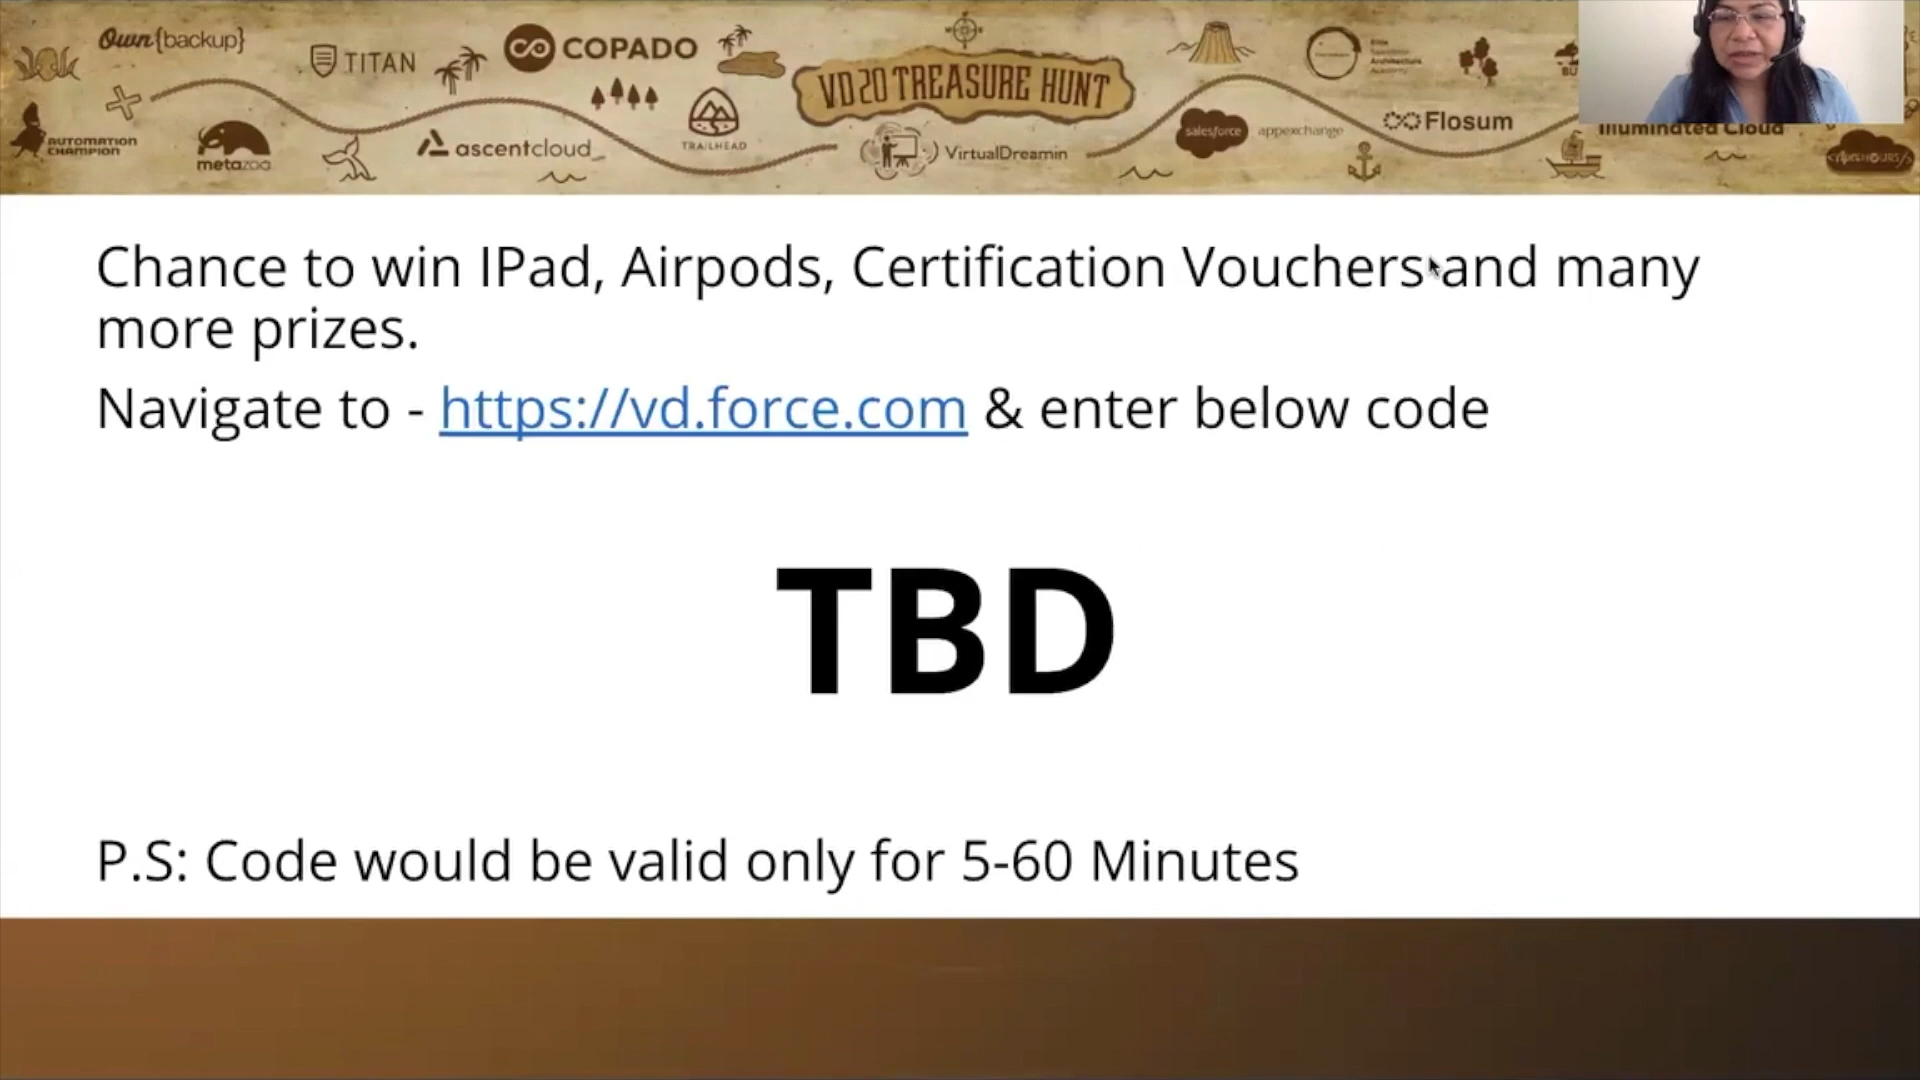 Own{backup}
TITAN
COPADO
VD20 TREASURE HUNT
AUTOMATION
CHAMPION
metazoa
ascentcloud_
TRAILHEAD
VirtualDreamin
salesforce appexchange
Flosum
Illuminated Cloud
Chance to win IPad, Airpods, Certification Vouchers and many
more prizes.
Navigate to - https://vd.force.com & enter below code
TBD
P.S: Code would be valid only for 5-60 Minutes